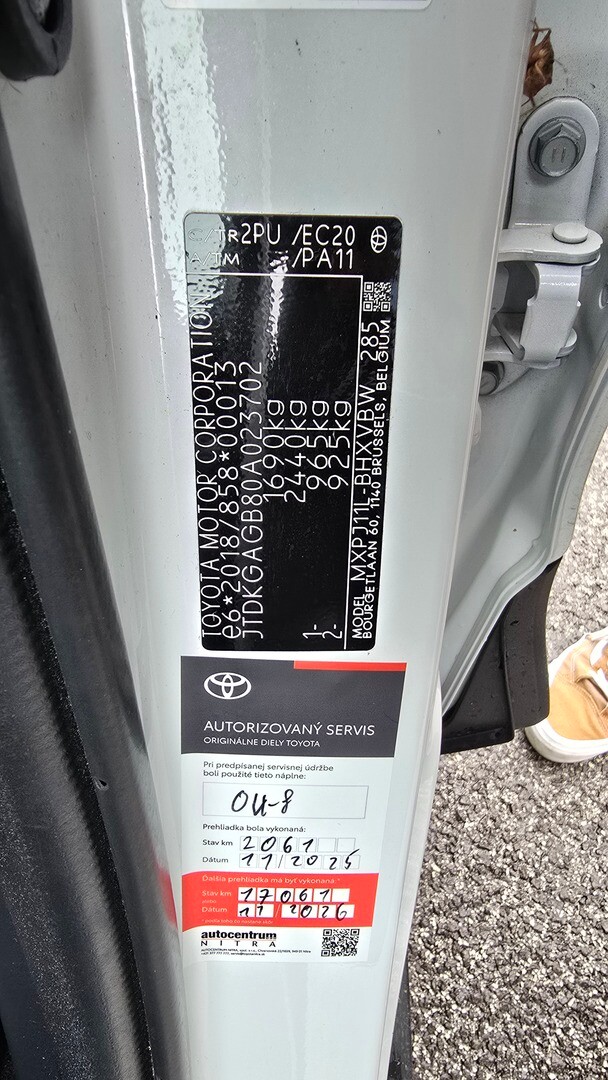 C/TR 2PU /EC20
A/TM /PA11
TOYOTA MOTOR CORPORATION
e6*2018/858*00013
JTDKGAGB80A023702
1690kg
2440kg
1- 965kg
2- 925kg
MODEL MXPJ11L-BHXVBW 285
BOURGETLAAN 60, 1140 BRUSSELS, BELGIUM
AUTORIZOVANÝ SERVIS
ORIGINÁLNE DIELY TOYOTA
Pri predpísanej servisnej údržbe
boli použité tieto náplne:
0W-8
Prehliadka bola vykonaná:
Stav km 2061
Dátum 11/2025
Ďalšia prehliadka má byť vykonaná:*
Stav km 17061
Dátum 11/2026
autocentrum
NITRA